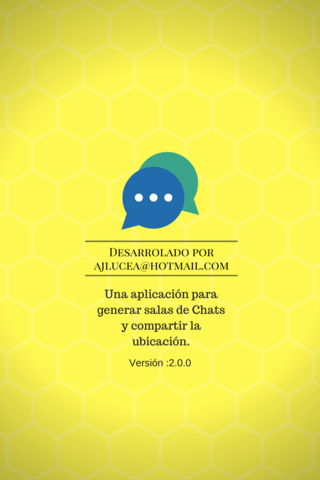 Desarrolado por
ajlucea@hotmail.com
Una aplicación para
generar salas de Chats
y compartir la
ubicación.
Versión :2.0.0